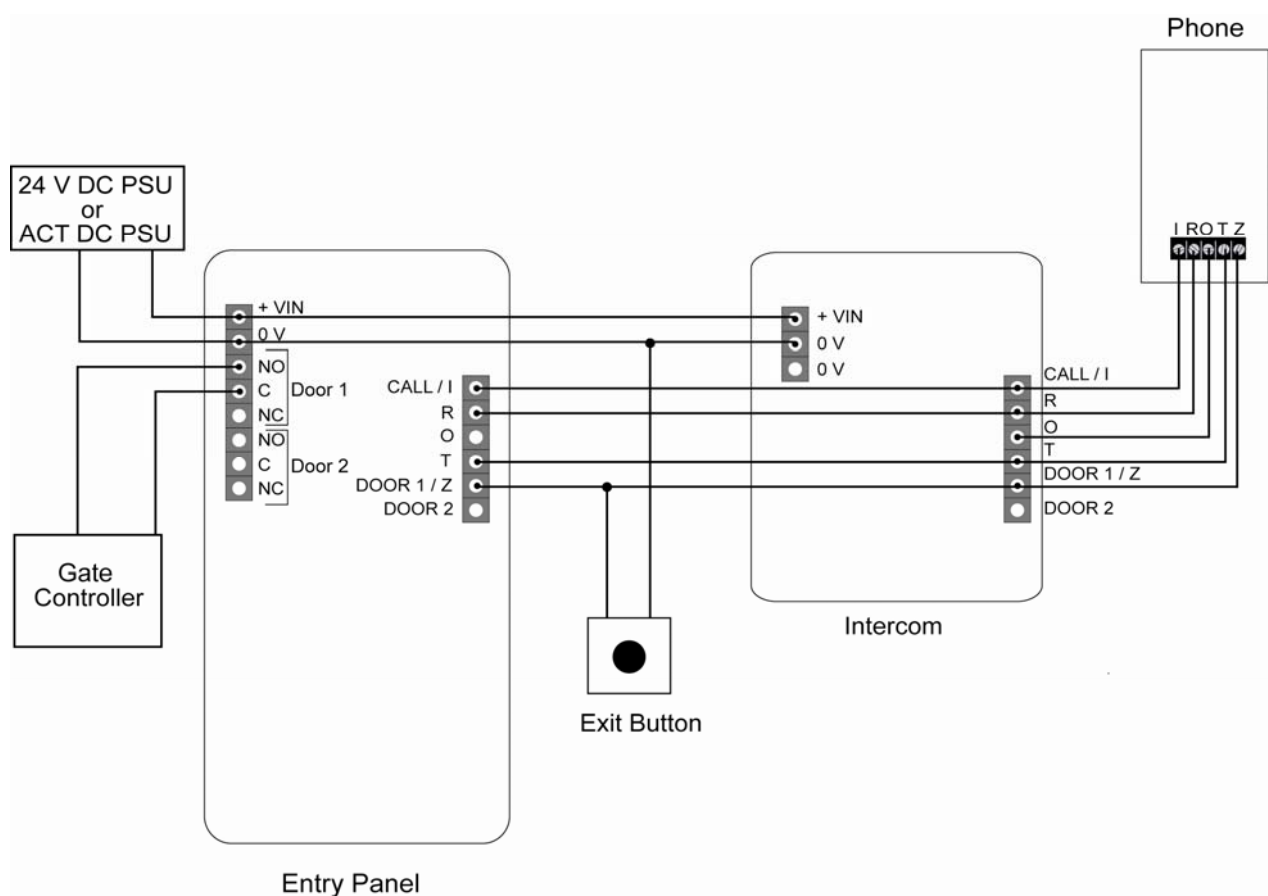 Phone
24 V DC PSU
or
ACT DC PSU
I R O T Z
+ VIN
0 V
NO
C
NC
Door 1
NO
C
NC
Door 2
CALL / I
R
O
T
DOOR 1 / Z
DOOR 2
+ VIN
0 V
0 V
CALL / I
R
O
T
DOOR 1 / Z
DOOR 2
Gate
Controller
Intercom
Exit Button
Entry Panel